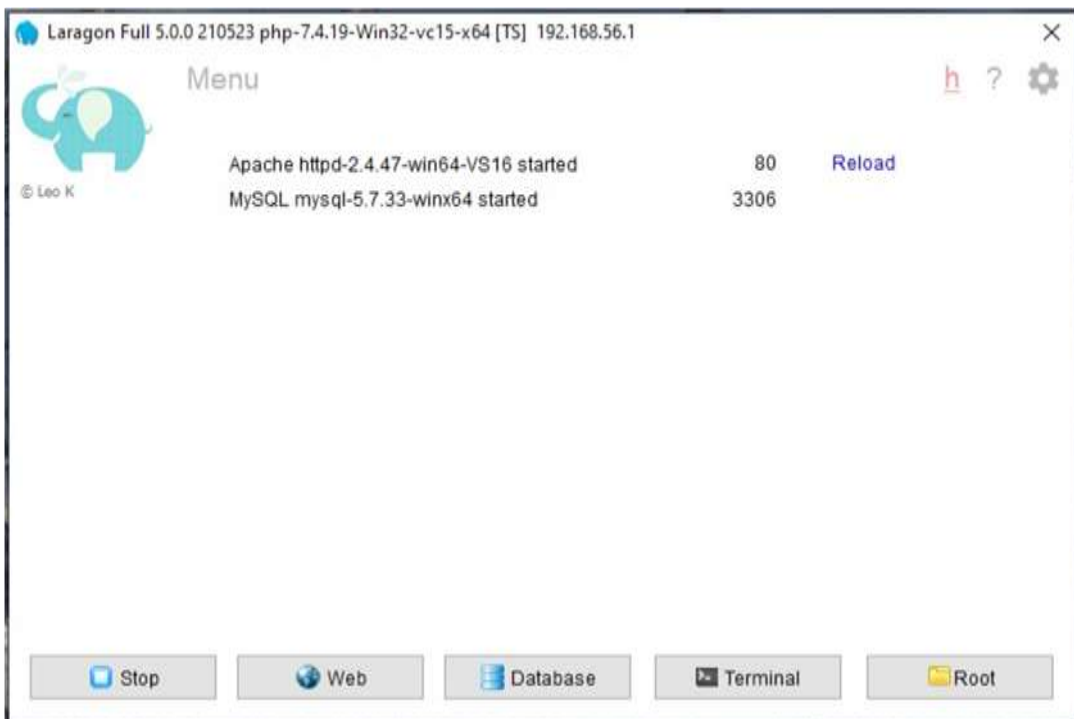 Laragon Full 5.0.0 210523 php-7.4.19-Win32-vc15-x64 [TS] 192.168.56.1
Menu h ?
© Leo K
Apache httpd-2.4.47-win64-VS16 started 80 Reload
MySQL mysql-5.7.33-winx64 started 3306
Stop Web Database Terminal Root